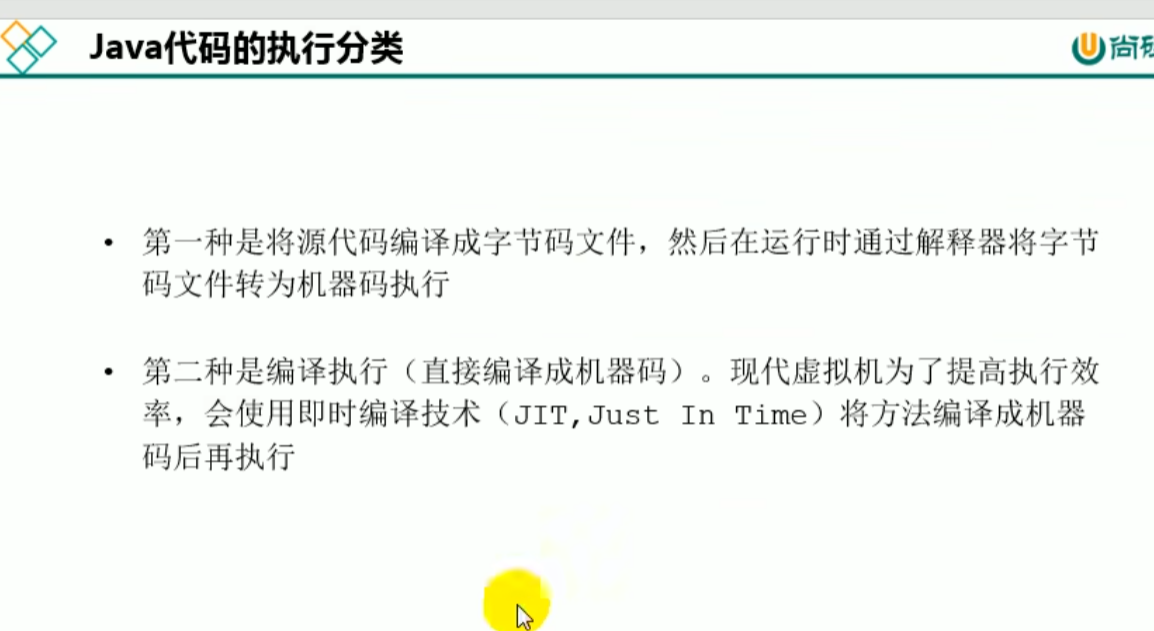 Java代码的执行分类
尚
• 第一种是将源代码编译成字节码文件，然后在运行时通过解释器将字节
码文件转为机器码执行
• 第二种是编译执行（直接编译成机器码）。现代虚拟机为了提高执行效
率，会使用即时编译技术（JIT,Just In Time）将方法编译成机器
码后再执行